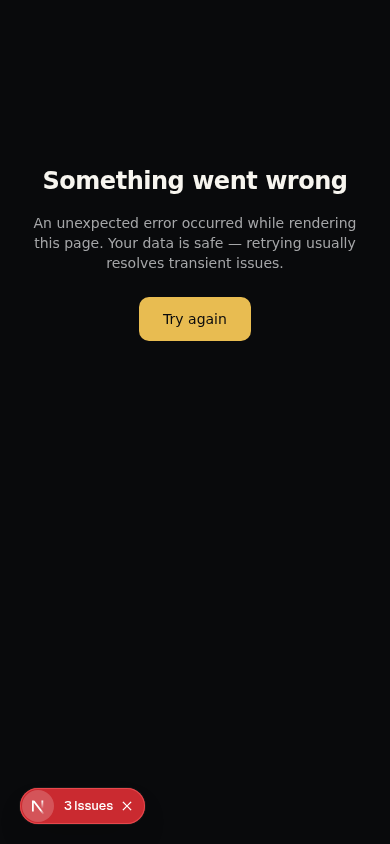 Something went wrong
An unexpected error occurred while rendering
this page. Your data is safe — retrying usually
resolves transient issues.
Try again
N
3 Issues